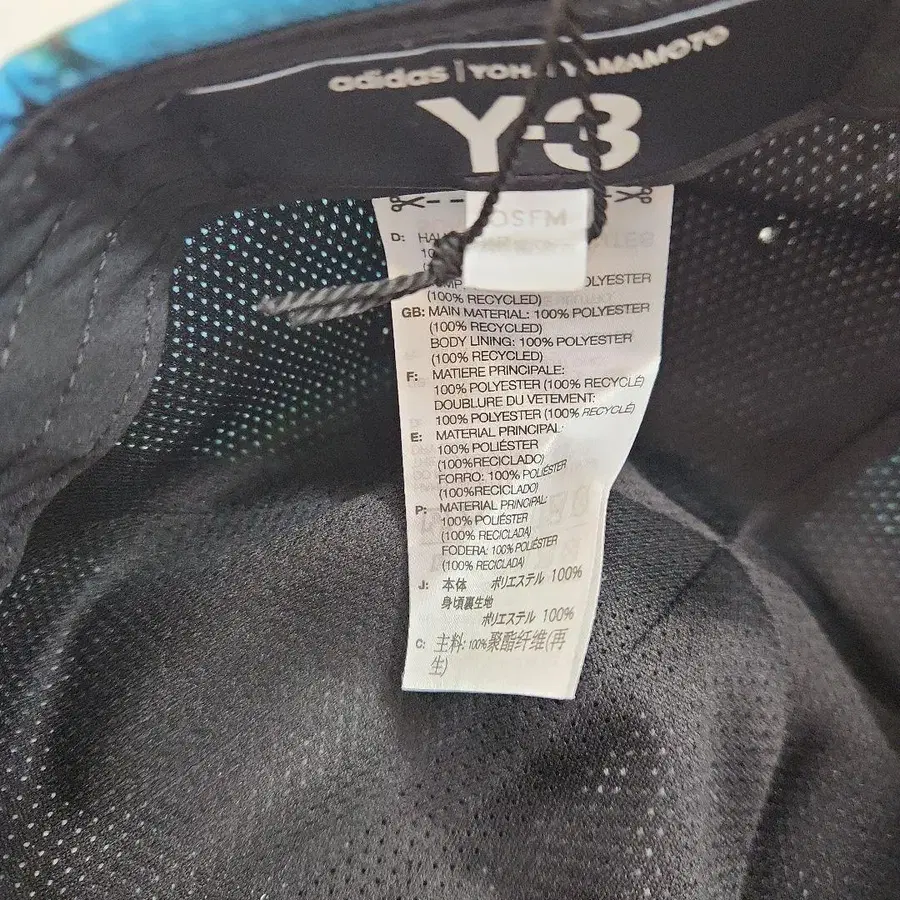 adidas | YOHJI YAMAMOTO
Y-3
OSFM
D: HAU
10
OLYESTER
(100% RECYCLED)
GB: MAIN MATERIAL: 100% POLYESTER
(100% RECYCLED)
BODY LINING: 100% POLYESTER
(100% RECYCLED)
F: MATIERE PRINCIPALE:
100% POLYESTER (100% RECYCLÉ)
DOUBLURE DU VETEMENT:
100% POLYESTER (100% RECYCLÉ)
E: MATERIAL PRINCIPAL:
100% POLIÉSTER
(100%RECICLADO)
FORRO: 100% POLIÉSTER
(100%RECICLADO)
P: MATERIAL PRINCIPAL:
100% POLIÉSTER
(100% RECICLADA)
FODERA: 100% POLIÉSTER
(100% RECICLADA)
J: 本体 ポリエステル 100%
身頃裏生地
ポリエステル 100%
C: 主料: 100%聚酯纤维(再
生)